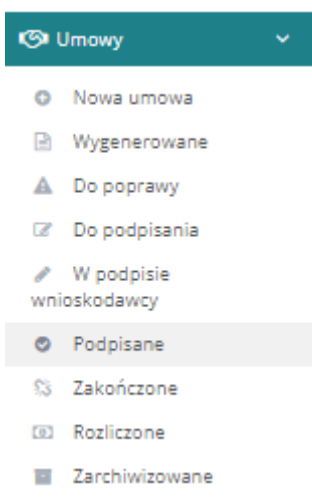 Umowy
Nowa umowa
Wygenerowane
Do poprawy
Do podpisania
W podpisie
wnioskodawcy
Podpisane
Zakończone
Rozliczone
Zarchiwizowane